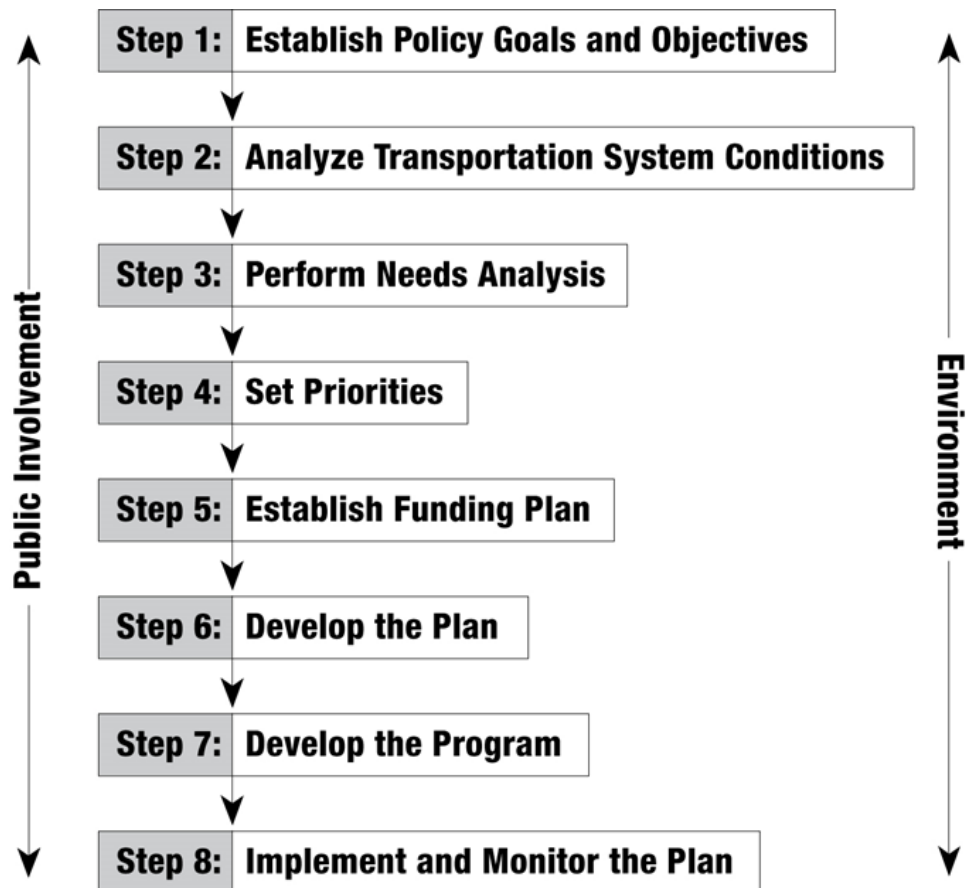 Step 1: Establish Policy Goals and Objectives
Step 2: Analyze Transportation System Conditions
Step 3: Perform Needs Analysis
Step 4: Set Priorities
Step 5: Establish Funding Plan
Step 6: Develop the Plan
Step 7: Develop the Program
Step 8: Implement and Monitor the Plan
Public Involvement
Environment